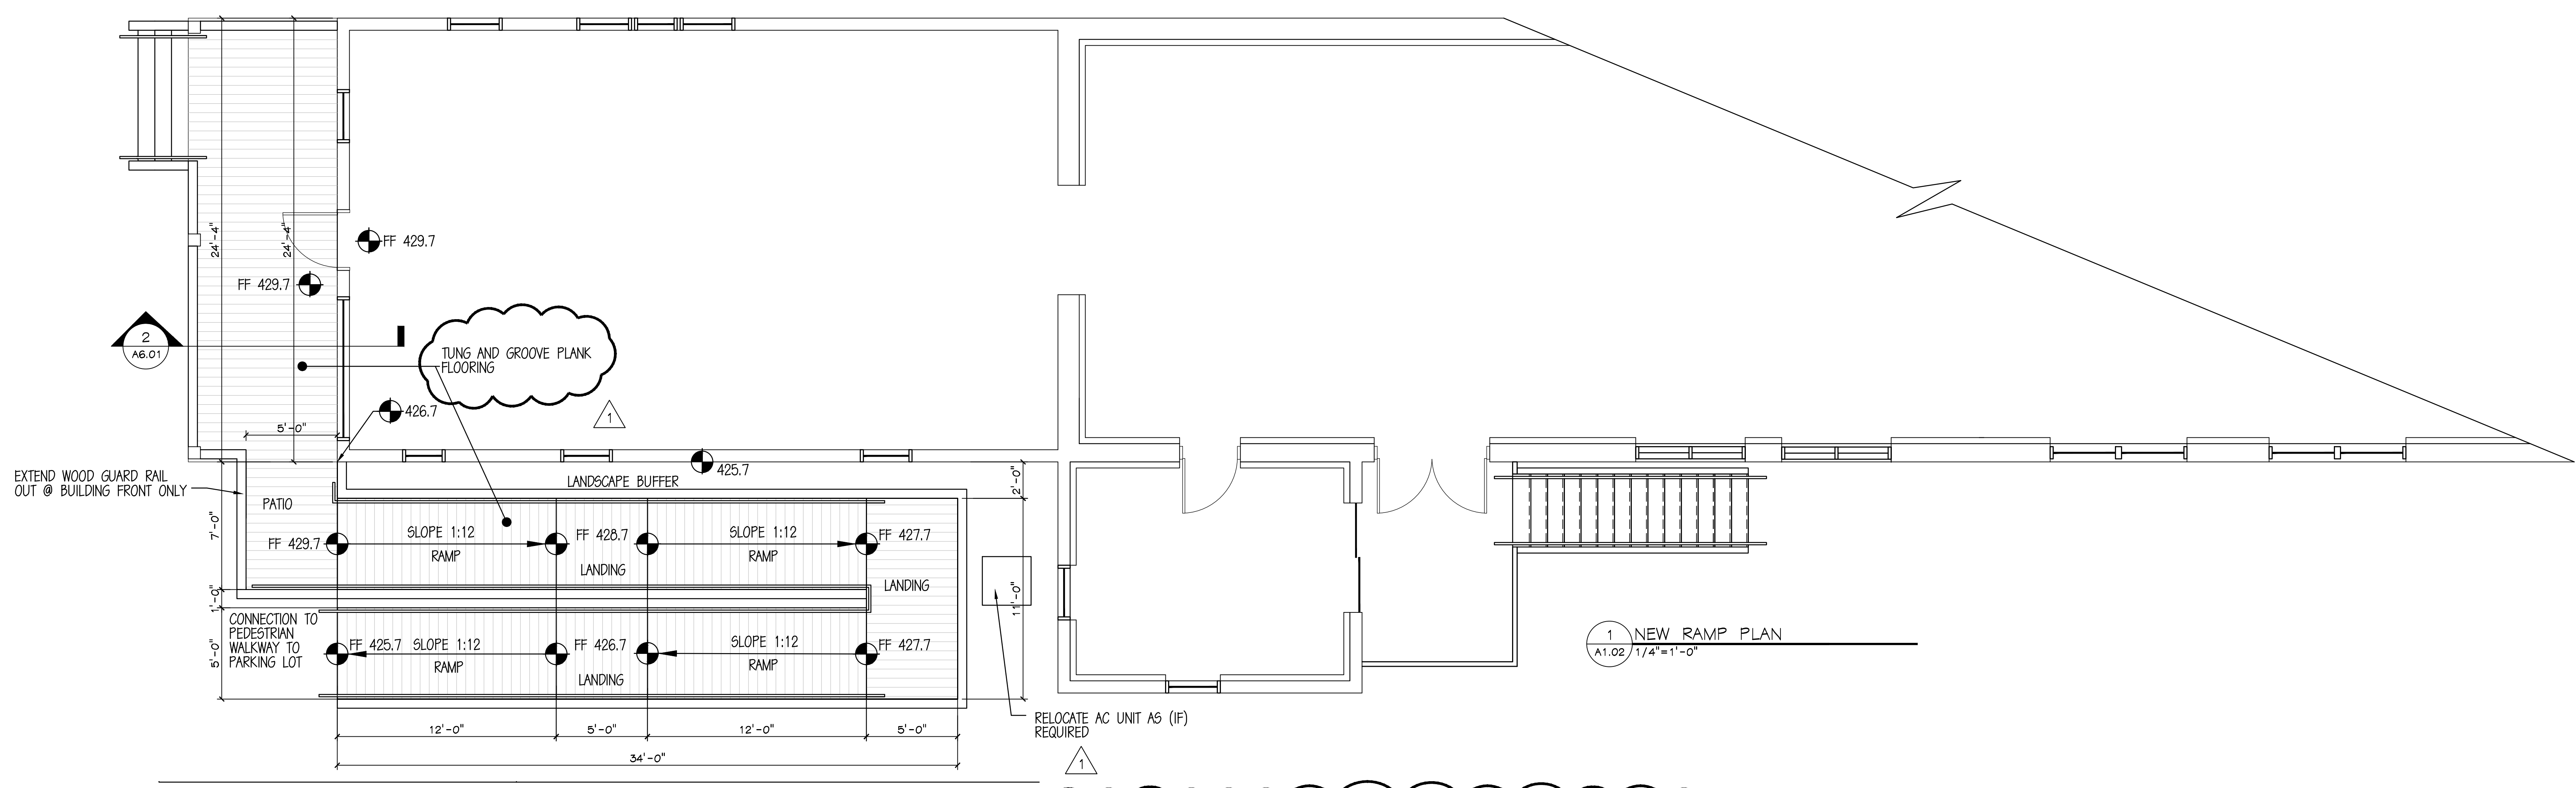 24'-4"
24'-4"
FF 429.7
FF 429.7
2
A6.01
TUNG AND GROOVE PLANK
FLOORING
1
426.7
5'-0"
425.7
EXTEND WOOD GUARD RAIL
OUT @ BUILDING FRONT ONLY
LANDSCAPE BUFFER
2'-0"
PATIO
7'-0"
FF 429.7
SLOPE 1:12
RAMP
FF 428.7
LANDING
SLOPE 1:12
RAMP
FF 427.7
LANDING
11'-0"
1'-0"
CONNECTION TO
PEDESTRIAN
WALKWAY TO
PARKING LOT
5'-0"
FF 425.7
SLOPE 1:12
RAMP
FF 426.7
LANDING
SLOPE 1:12
RAMP
FF 427.7
1
A1.02
NEW RAMP PLAN
1/4"=1'-0"
RELOCATE AC UNIT AS (IF)
REQUIRED
1
12'-0"
5'-0"
12'-0"
5'-0"
34'-0"